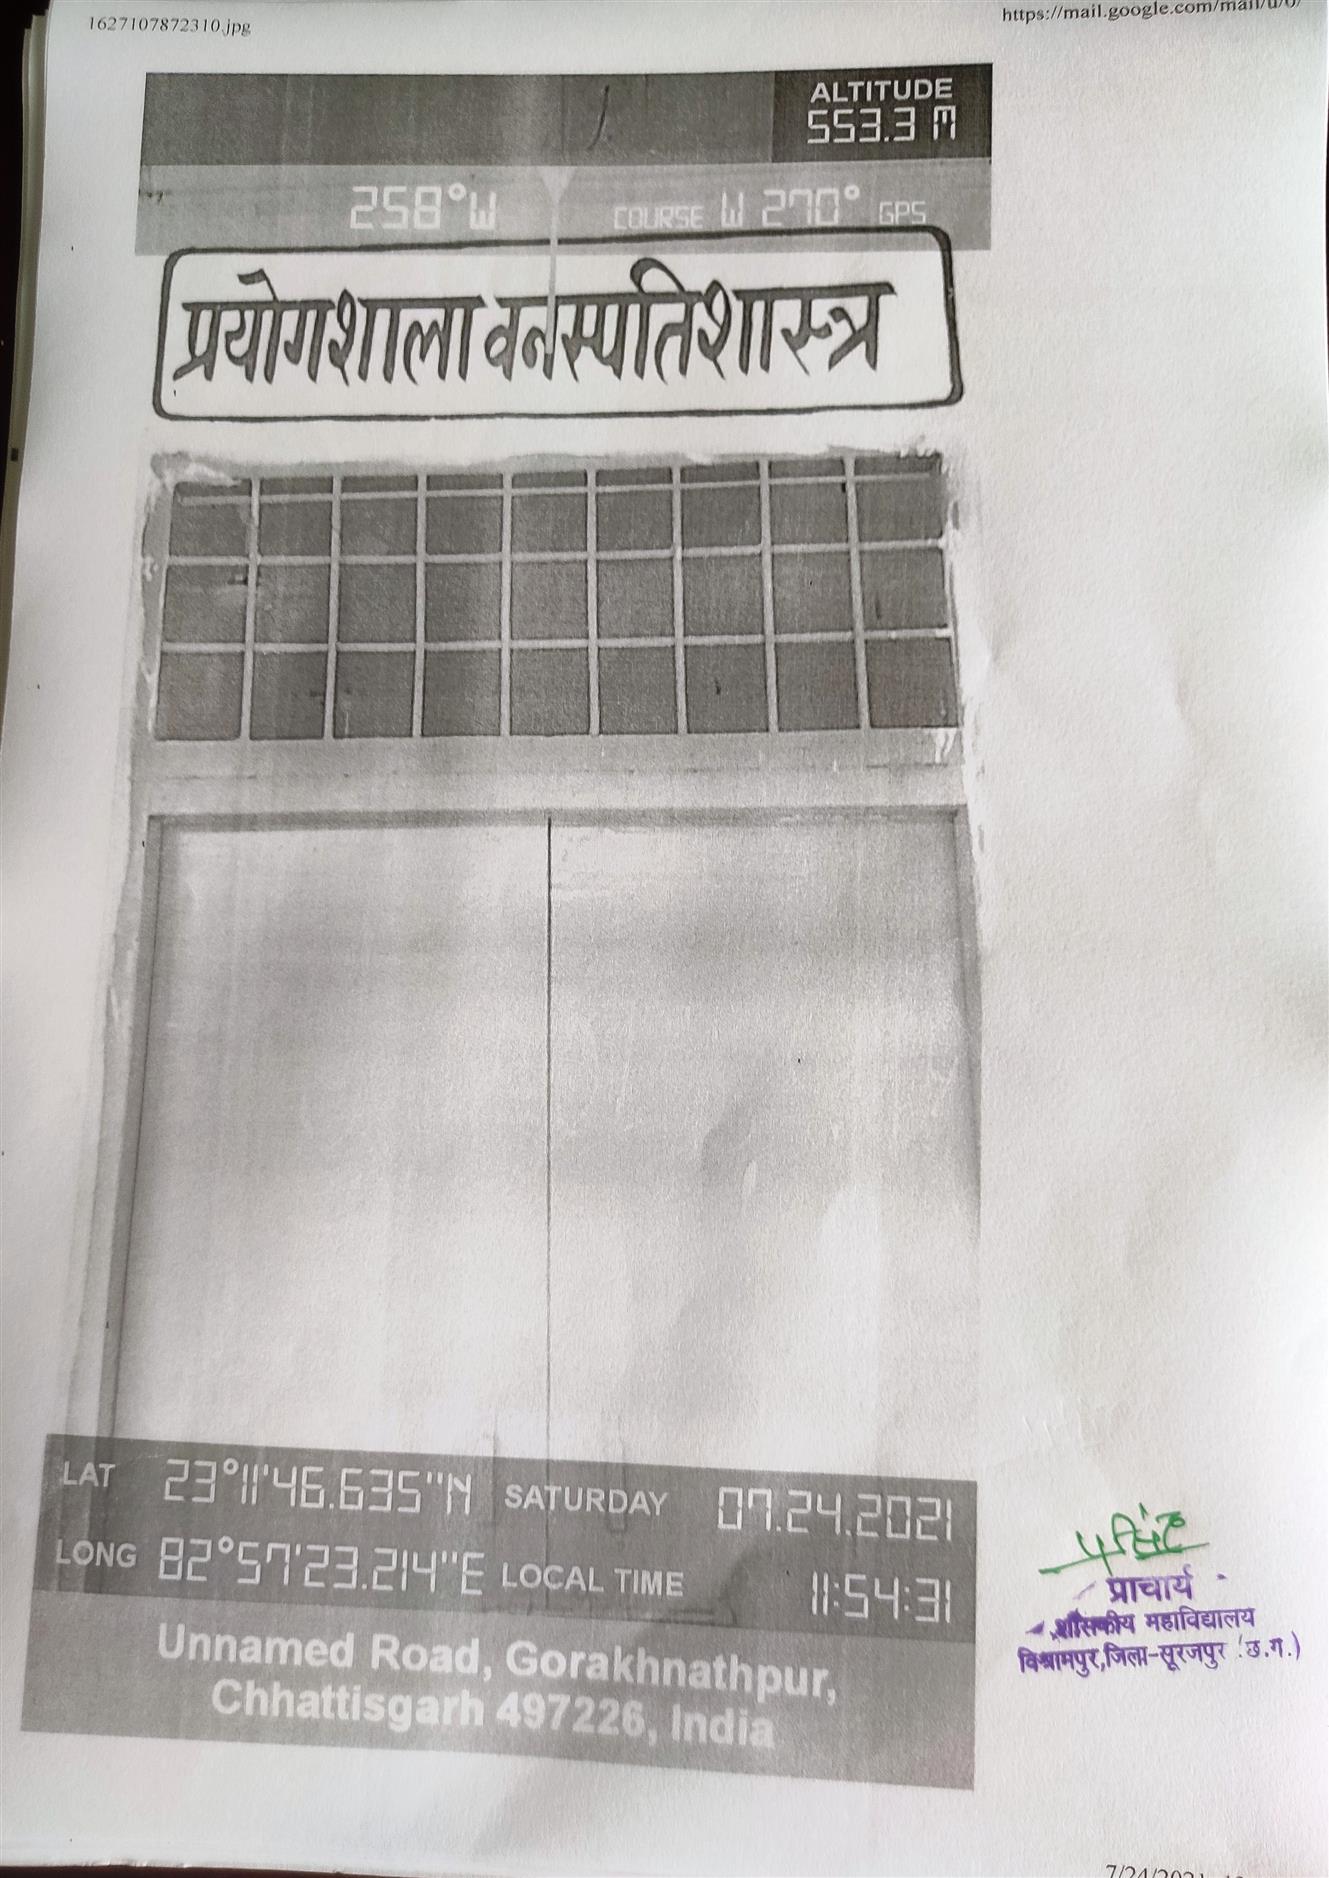 1627107872310.jpg
https://mail.google.com/mail/u/0/
ALTITUDE
553.3 M
258°W COURSE W 270° GPS
प्रयोगशाला वनस्पतिशास्त्र
LAT 23°11'46.635"N SATURDAY 07.24.2021
LONG 82°57'23.214"E LOCAL TIME 11:54:31
Unnamed Road, Gorakhnathpur,
Chhattisgarh 497226, India
प्राचार्य
शासकीय महाविद्यालय
विश्रामपुर,जिला-सूरजपुर (छ.ग.)